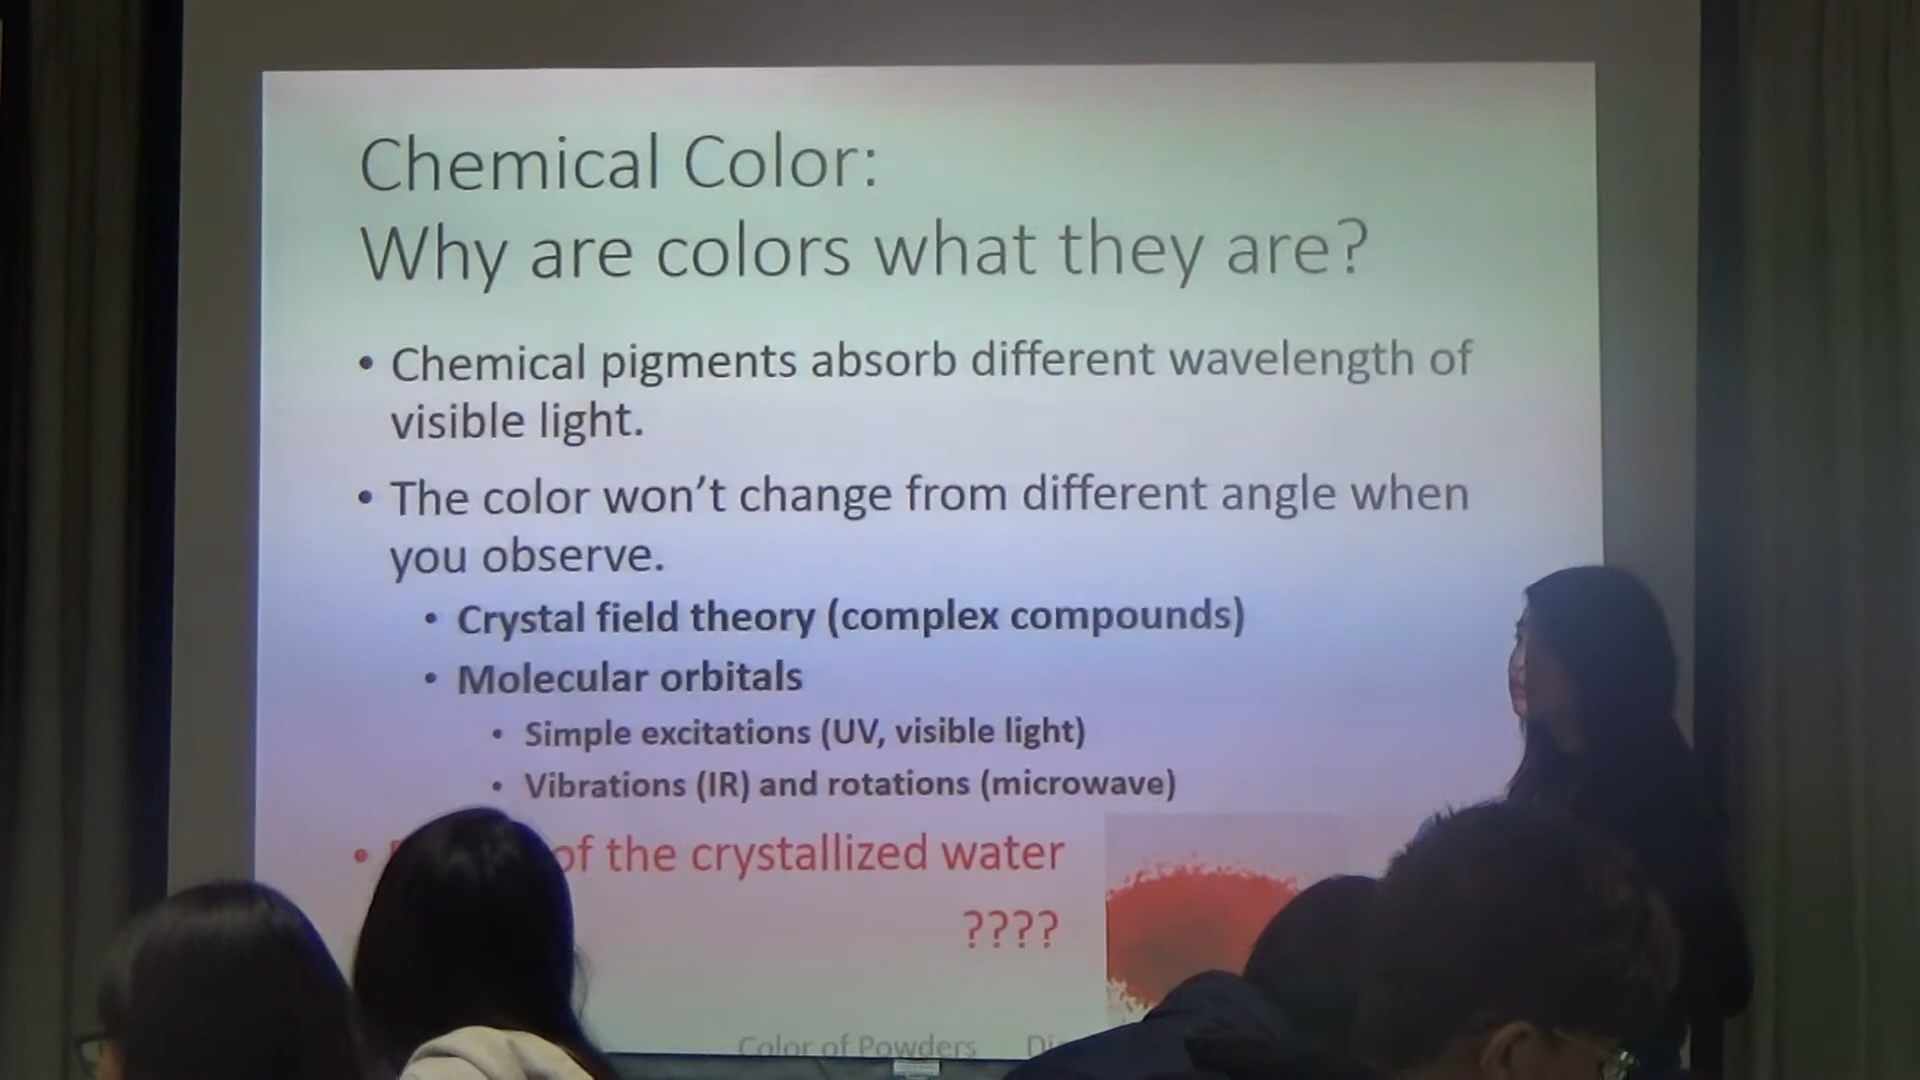 Chemical Color:
Why are colors what they are?
• Chemical pigments absorb different wavelength of
visible light.
• The color won't change from different angle when
you observe.
• Crystal field theory (complex compounds)
• Molecular orbitals
• Simple excitations (UV, visible light)
• Vibrations (IR) and rotations (microwave)
• of the crystallized water
????
Color of Powders